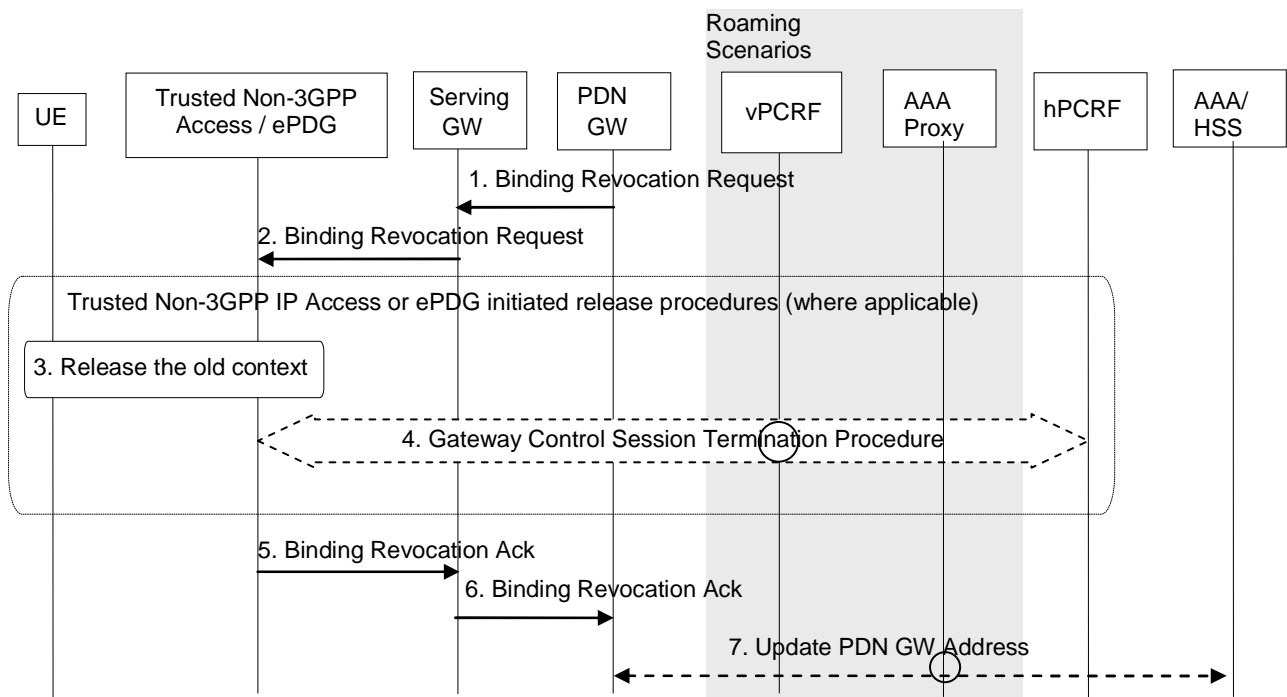 Roaming
Scenarios
UE
Trusted Non-3GPP
Access / ePDG
Serving
GW
PDN
GW
vPCRF
AAA
Proxy
hPCRF
AAA/
HSS
1. Binding Revocation Request
2. Binding Revocation Request
Trusted Non-3GPP IP Access or ePDG initiated release procedures (where applicable)
3. Release the old context
4. Gateway Control Session Termination Procedure
5. Binding Revocation Ack
6. Binding Revocation Ack
7. Update PDN GW Address